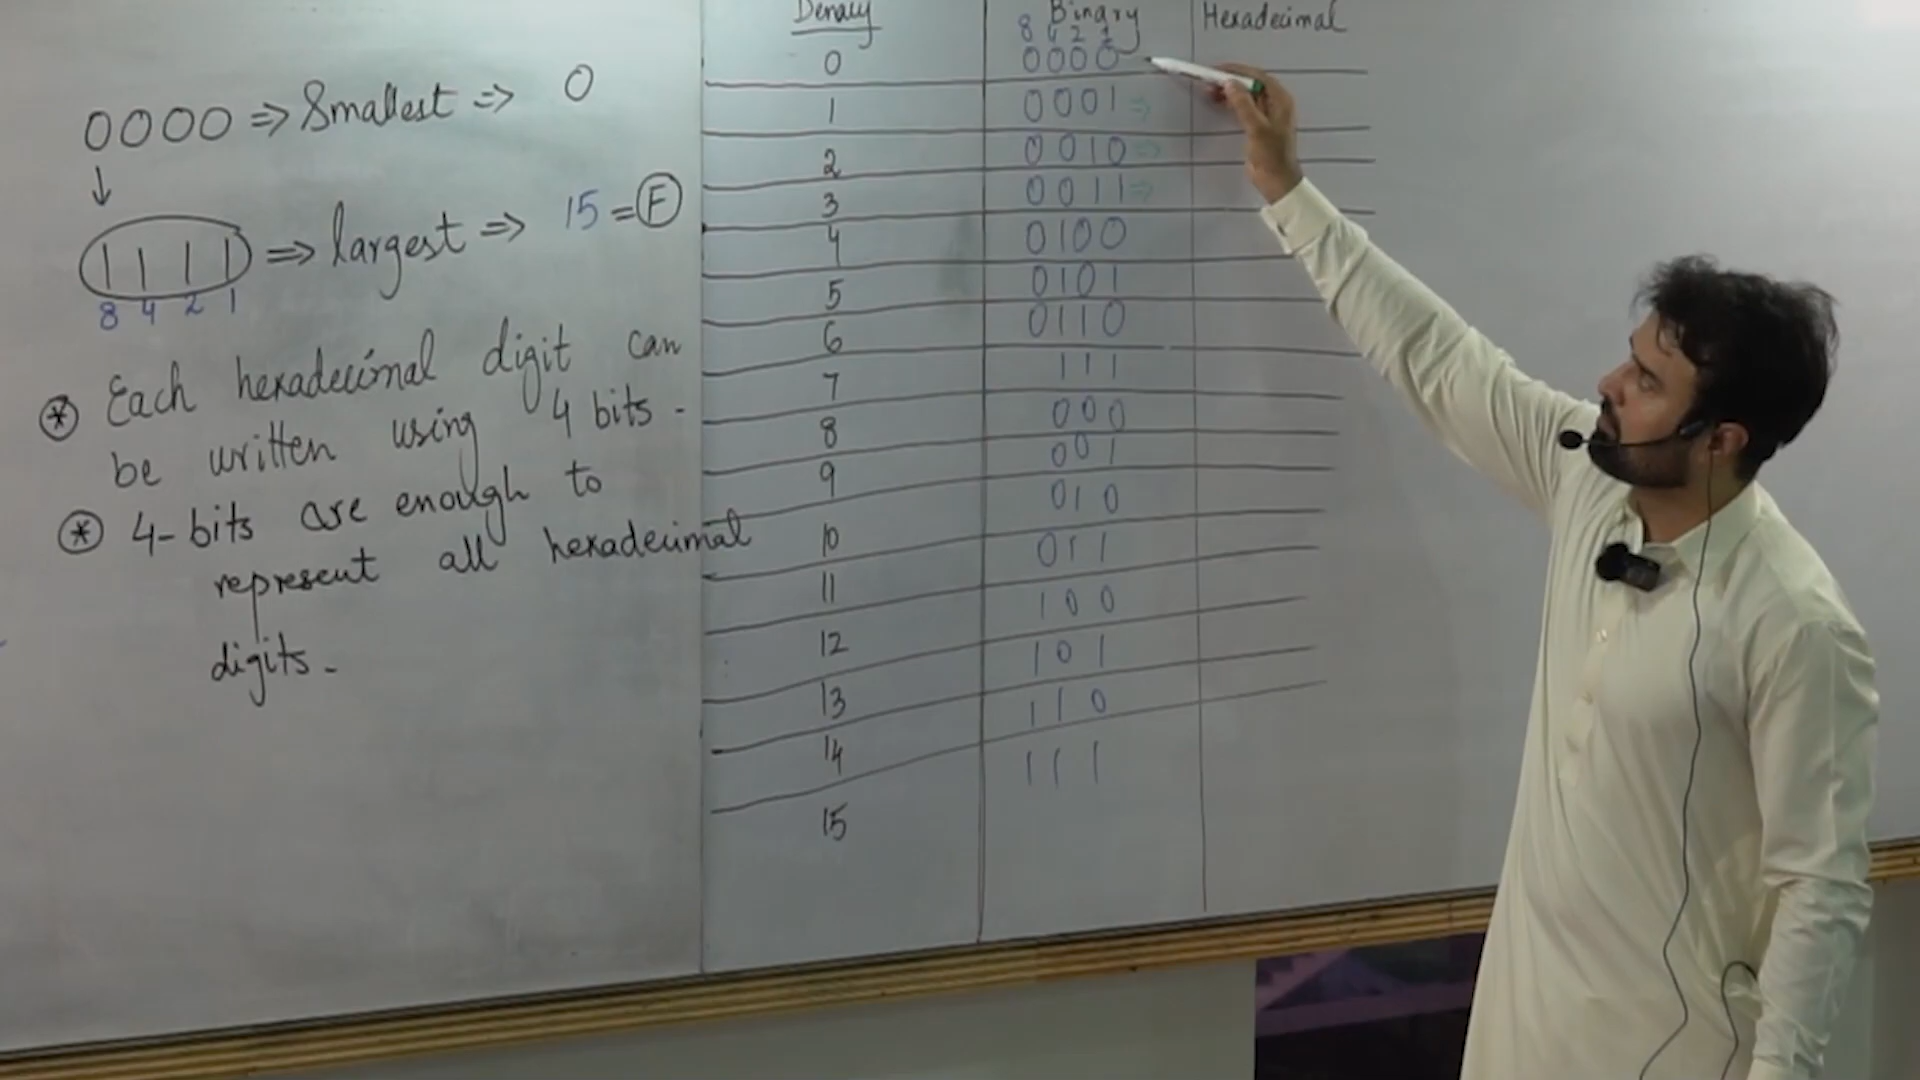 0000 => Smallest => 0
↓
1111 => largest => 15 = F
8 4 2 1
* Each hexadecimal digit can
be written using 4 bits.
* 4-bits are enough to
represent all hexadecimal
digits.
Denary Binary Hexadecimal
8 4 2 1
0 0000
1 0001 =>
2 0010 =>
3 0011 =>
4 0100
5 0101
6 0110
7 111
8 000
9 001
10 010
11 011
12 100
13 101
14 110
15 111